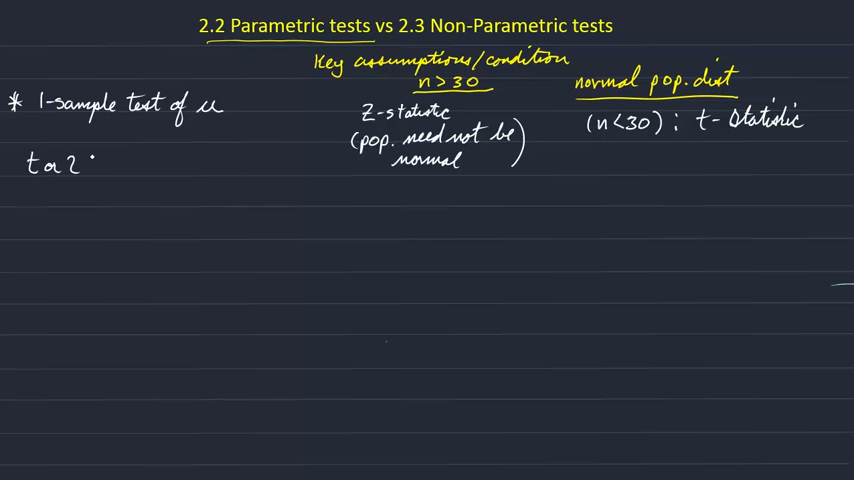 2.2 Parametric tests vs 2.3 Non-Parametric tests
Key assumptions/condition
n > 30
normal pop. dist
* 1-sample test of μ
Z-statistic
(n < 30) : t-statistic
(pop. need not be
normal)
t or Z